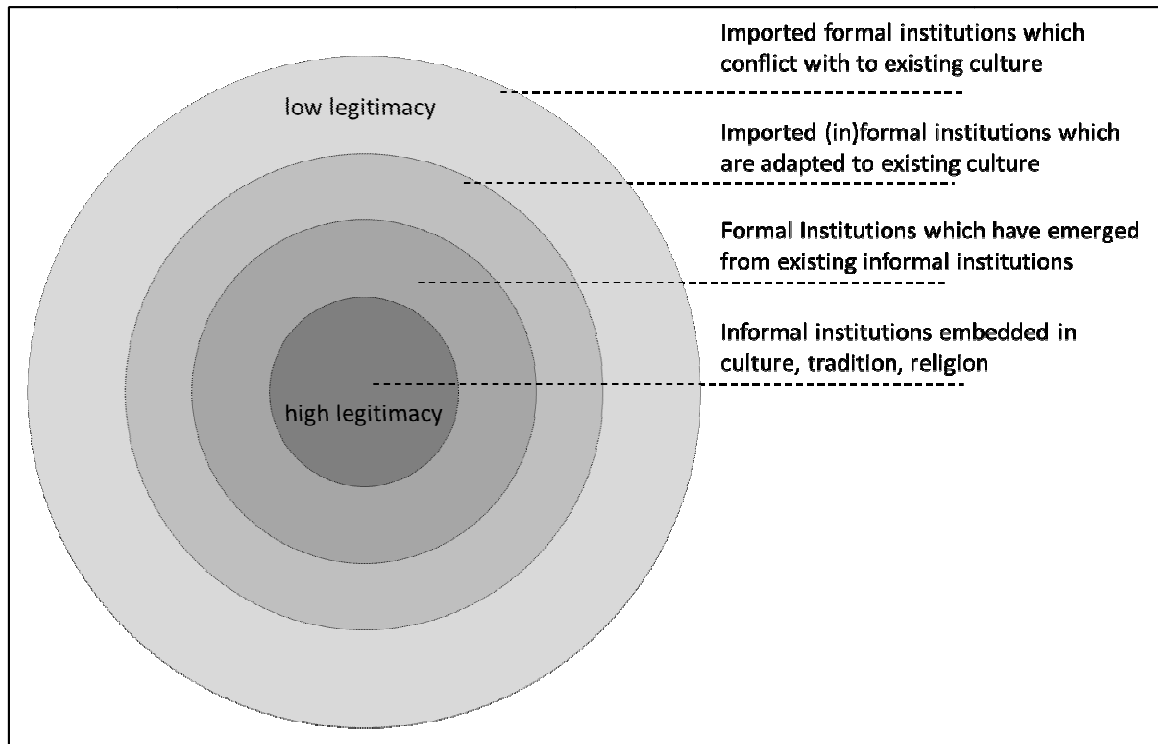 Imported formal institutions which
conflict with to existing culture
low legitimacy
Imported (in)formal institutions which
are adapted to existing culture
Formal Institutions which have emerged
from existing informal institutions
Informal institutions embedded in
culture, tradition, religion
high legitimacy